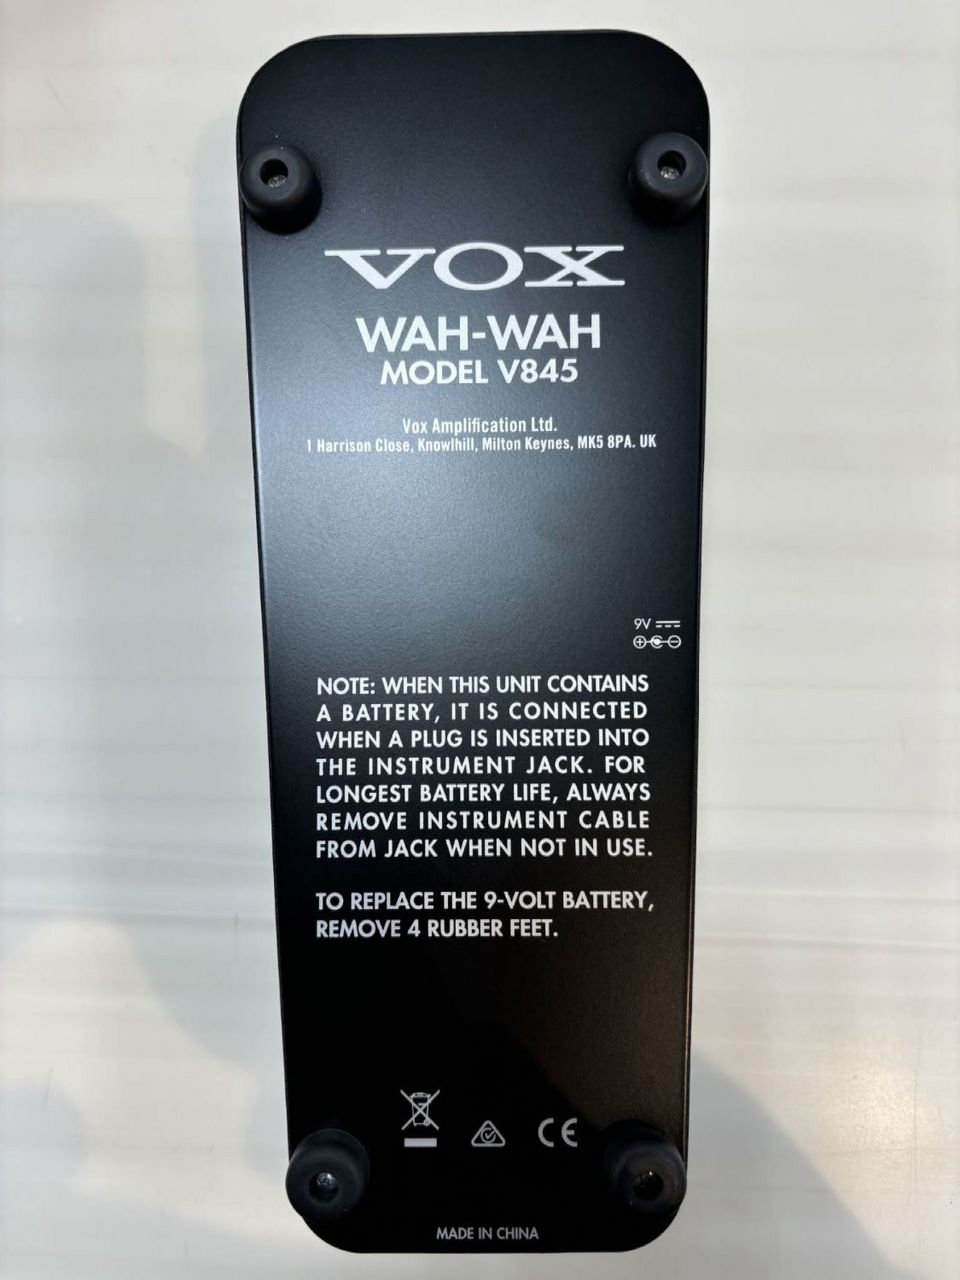 VOX
WAH-WAH
MODEL V845
Vox Amplification Ltd.
1 Harrison Close, Knowlhill, Milton Keynes, MK5 8PA. UK
9V
NOTE: WHEN THIS UNIT CONTAINS
A BATTERY, IT IS CONNECTED
WHEN A PLUG IS INSERTED INTO
THE INSTRUMENT JACK. FOR
LONGEST BATTERY LIFE, ALWAYS
REMOVE INSTRUMENT CABLE
FROM JACK WHEN NOT IN USE.
TO REPLACE THE 9-VOLT BATTERY,
REMOVE 4 RUBBER FEET.
CE
MADE IN CHINA